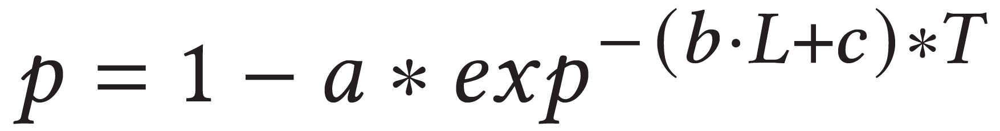 p = 1 − a * exp^−(b·L+c)*T